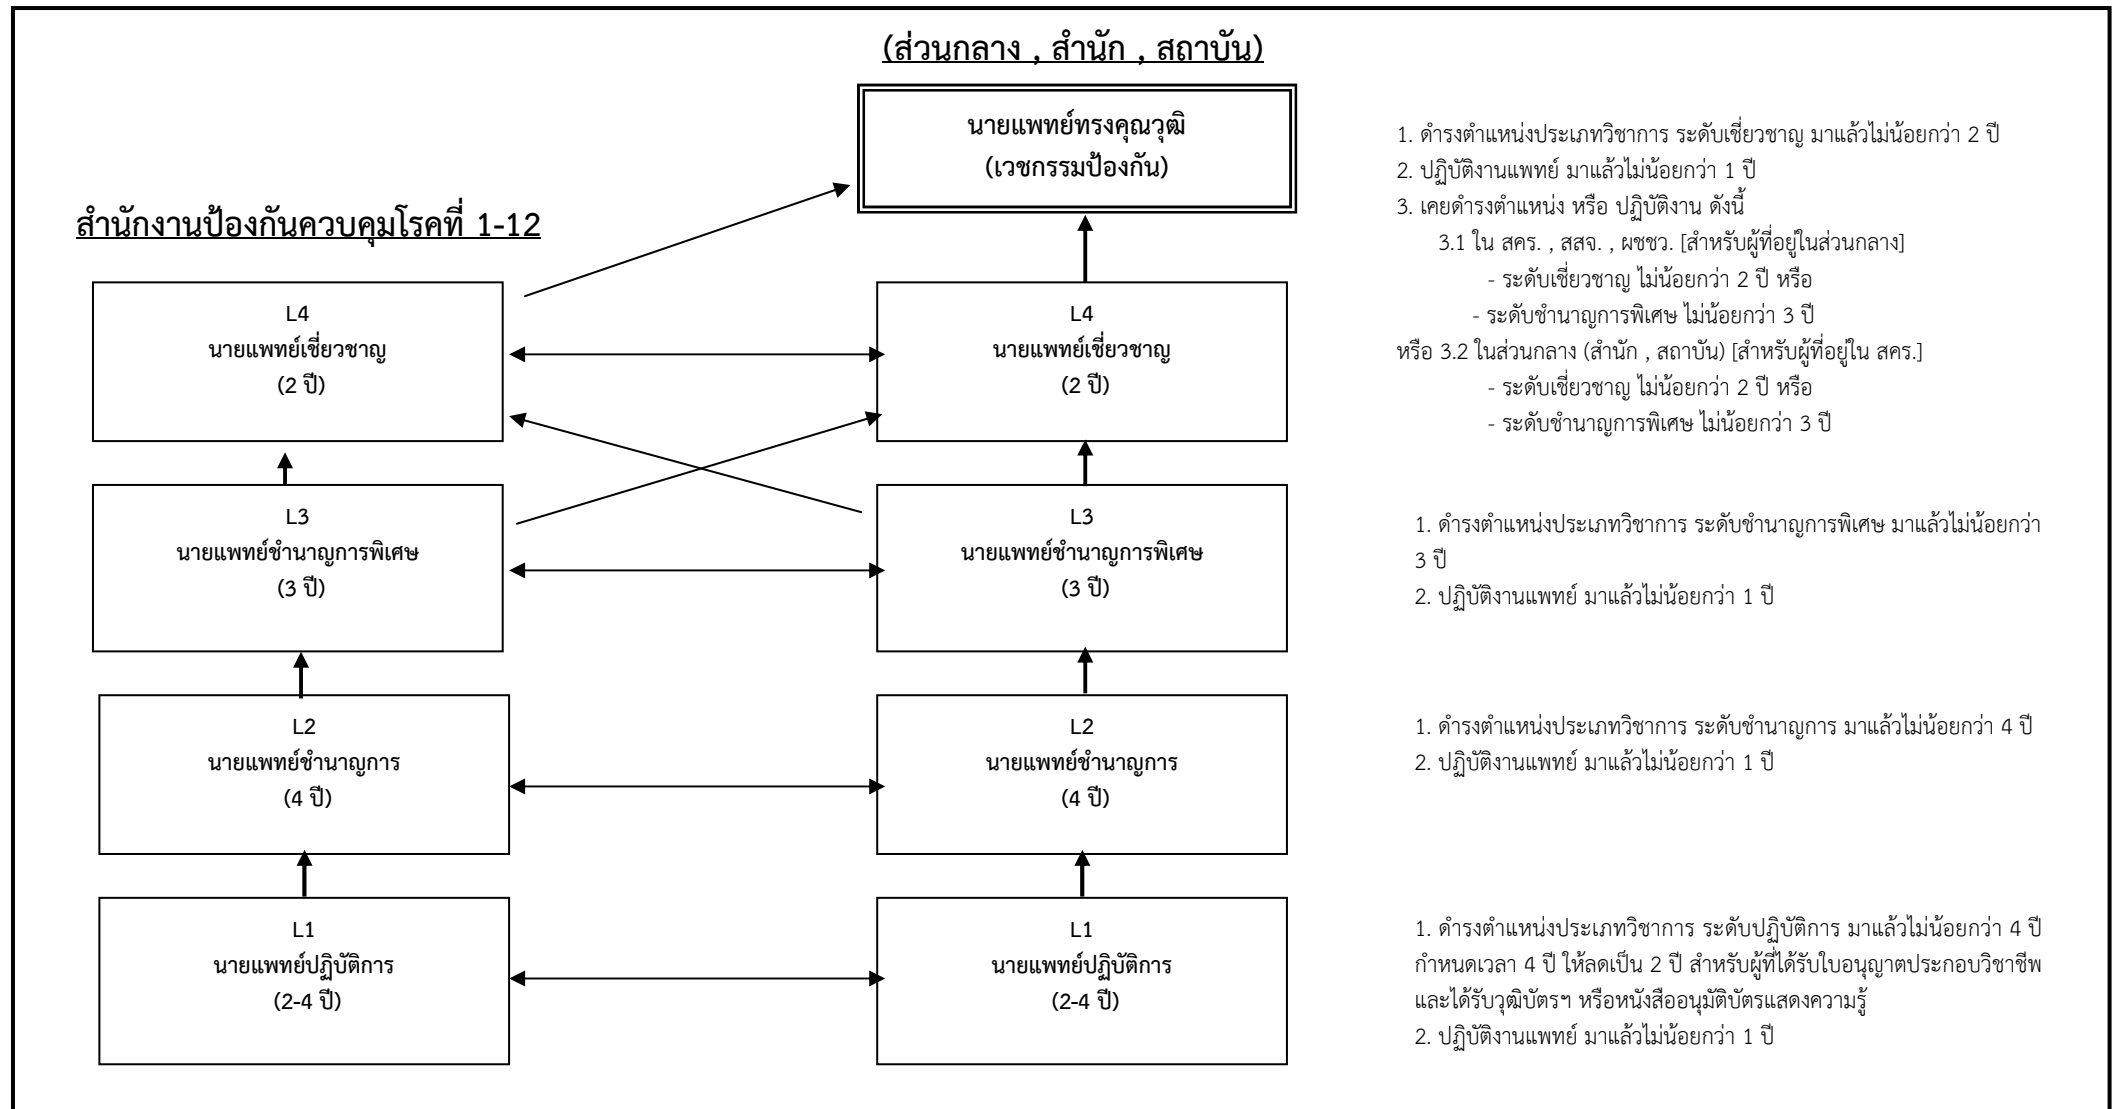 (ส่วนกลาง , สำนัก , สถาบัน)
นายแพทย์ทรงคุณวุฒิ
(เวชกรรมป้องกัน)
สำนักงานป้องกันควบคุมโรคที่ 1-12
L4
นายแพทย์เชี่ยวชาญ
(2 ปี)
L4
นายแพทย์เชี่ยวชาญ
(2 ปี)
1. ดำรงตำแหน่งประเภทวิชาการ ระดับเชี่ยวชาญ มาแล้วไม่น้อยกว่า 2 ปี
2. ปฏิบัติงานแพทย์ มาแล้วไม่น้อยกว่า 1 ปี
3. เคยดำรงตำแหน่ง หรือ ปฏิบัติงาน ดังนี้
3.1 ใน สคร. , สสจ. , ผชชว. [สำหรับผู้ที่อยู่ในส่วนกลาง]
- ระดับเชี่ยวชาญ ไม่น้อยกว่า 2 ปี หรือ
- ระดับชำนาญการพิเศษ ไม่น้อยกว่า 3 ปี
หรือ 3.2 ในส่วนกลาง (สำนัก , สถาบัน) [สำหรับผู้ที่อยู่ใน สคร.]
- ระดับเชี่ยวชาญ ไม่น้อยกว่า 2 ปี หรือ
- ระดับชำนาญการพิเศษ ไม่น้อยกว่า 3 ปี
L3
นายแพทย์ชำนาญการพิเศษ
(3 ปี)
L3
นายแพทย์ชำนาญการพิเศษ
(3 ปี)
1. ดำรงตำแหน่งประเภทวิชาการ ระดับชำนาญการพิเศษ มาแล้วไม่น้อยกว่า
3 ปี
2. ปฏิบัติงานแพทย์ มาแล้วไม่น้อยกว่า 1 ปี
L2
นายแพทย์ชำนาญการ
(4 ปี)
L2
นายแพทย์ชำนาญการ
(4 ปี)
1. ดำรงตำแหน่งประเภทวิชาการ ระดับชำนาญการ มาแล้วไม่น้อยกว่า 4 ปี
2. ปฏิบัติงานแพทย์ มาแล้วไม่น้อยกว่า 1 ปี
L1
นายแพทย์ปฏิบัติการ
(2-4 ปี)
L1
นายแพทย์ปฏิบัติการ
(2-4 ปี)
1. ดำรงตำแหน่งประเภทวิชาการ ระดับปฏิบัติการ มาแล้วไม่น้อยกว่า 4 ปี
กำหนดเวลา 4 ปี ให้ลดเป็น 2 ปี สำหรับผู้ที่ได้รับใบอนุญาตประกอบวิชาชีพ
และได้รับวุฒิบัตรฯ หรือหนังสืออนุมัติบัตรแสดงความรู้
2. ปฏิบัติงานแพทย์ มาแล้วไม่น้อยกว่า 1 ปี